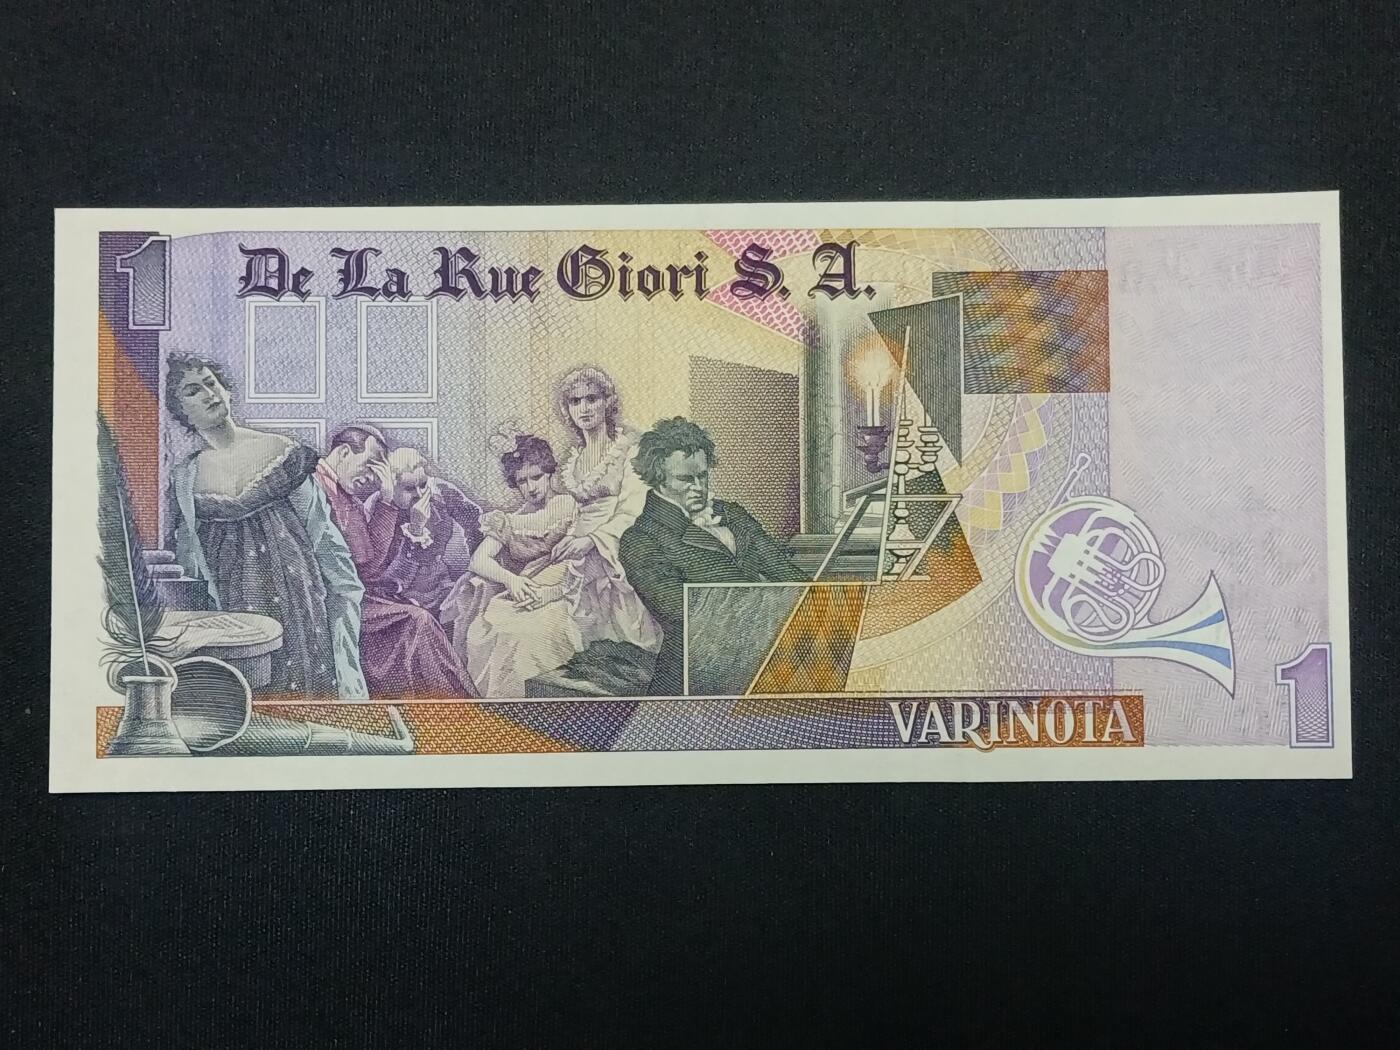 1
De La Rue Giori S. A.
VARINOTA
1